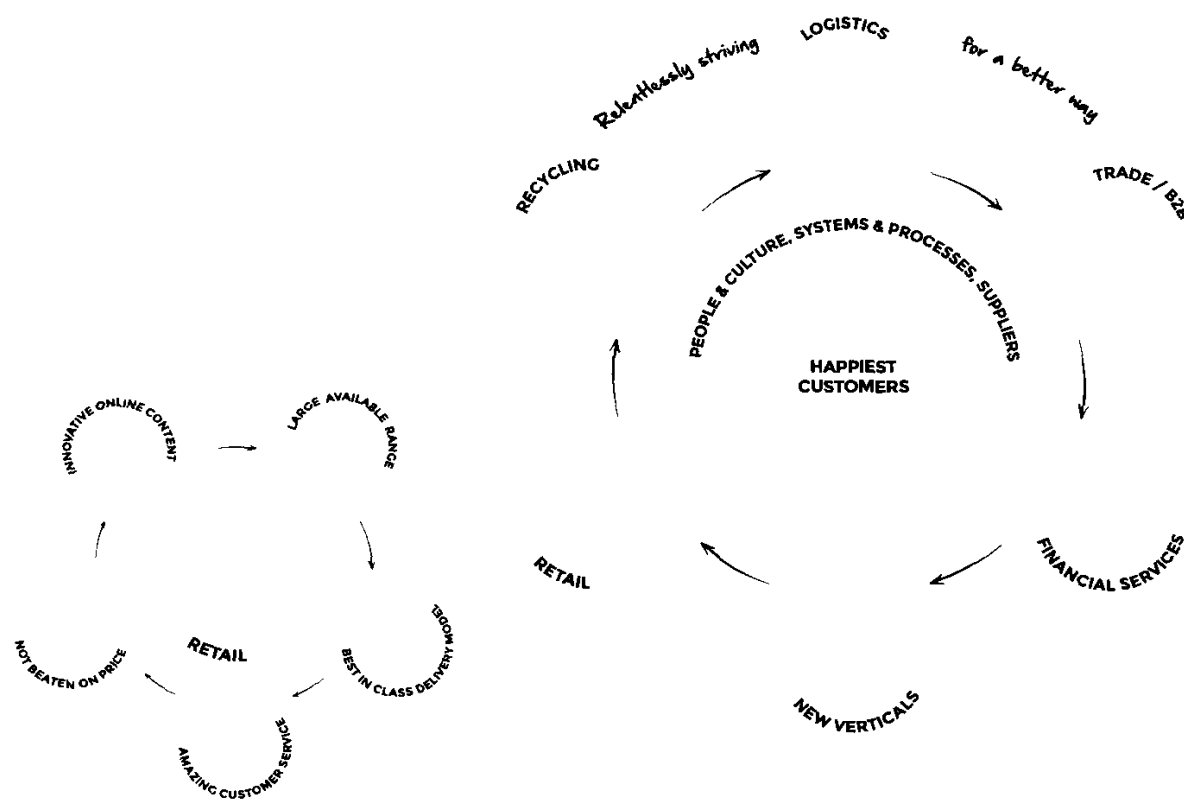 LOGISTICS
Relentlessly striving
for a better way
RECYCLING
TRADE / B2B
PEOPLE & CULTURE, SYSTEMS & PROCESSES, SUPPLIERS
HAPPIEST
CUSTOMERS
INNOVATIVE ONLINE CONTENT
LARGE AVAILABLE RANGE
RETAIL
FINANCIAL SERVICES
NOT BEATEN ON PRICE
RETAIL
BEST IN CLASS DELIVERY MODEL
NEW VERTICALS
AMAZING CUSTOMER SERVICE